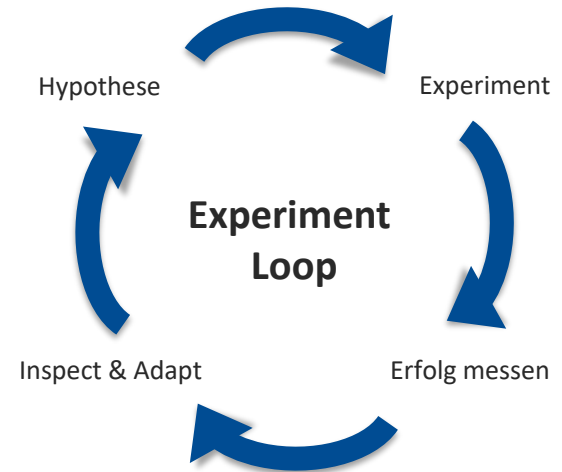 Hypothese
Experiment
Experiment
Loop
Inspect & Adapt
Erfolg messen